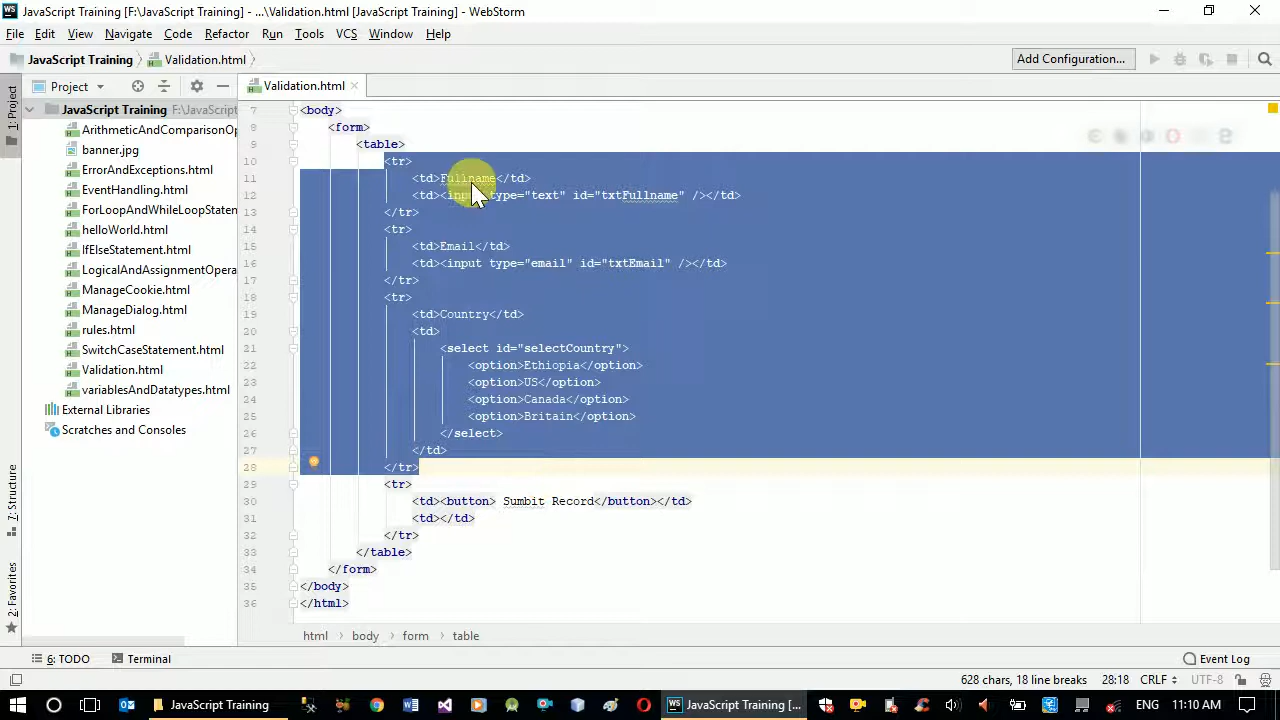 WS JavaScript Training [F:\JavaScript Training] - ...\Validation.html [JavaScript Training] - WebStorm
File Edit View Navigate Code Refactor Run Tools VCS Window Help
JavaScript Training Validation.html Add Configuration...
Project Validation.html
1: Project
JavaScript Training F:\JavaScript
ArithmeticAndComparisonOp
banner.jpg
ErrorAndExceptions.html
EventHandling.html
ForLoopAndWhileLoopStaten
helloWorld.html
IfElseStatement.html
LogicalAndAssignmentOpera
ManageCookie.html
ManageDialog.html
rules.html
SwitchCaseStatement.html
Validation.html
variablesAndDatatypes.html
External Libraries
Scratches and Consoles
7: Structure
2: Favorites
7 <body>
8 <form>
9 <table>
10 <tr>
11 <td>Fullname</td>
12 <td><input type="text" id="txtFullname" /></td>
13 </tr>
14 <tr>
15 <td>Email</td>
16 <td><input type="email" id="txtEmail" /></td>
17 </tr>
18 <tr>
19 <td>Country</td>
20 <td>
21 <select id="selectCountry">
22 <option>Ethiopia</option>
23 <option>US</option>
24 <option>Canada</option>
25 <option>Britain</option>
26 </select>
27 </td>
28 </tr>
29 <tr>
30 <td><button> Sumbit Record</button></td>
31 <td></td>
32 </tr>
33 </table>
34 </form>
35 </body>
36 </html>
html body form table
6: TODO Terminal Event Log
628 chars, 18 line breaks 28:18 CRLF UTF-8
JavaScript Training WS JavaScript Training [... ENG 11:10 AM